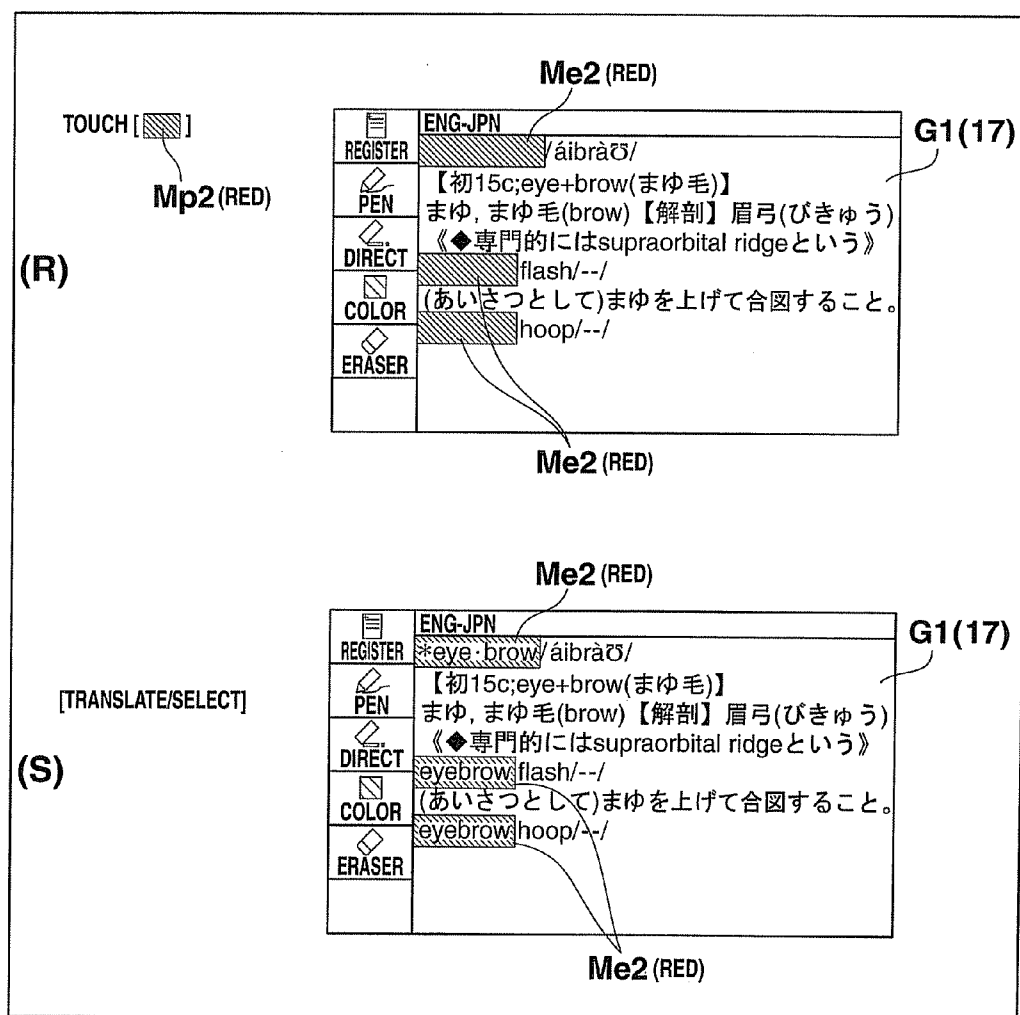 Me2 (RED)
TOUCH [ ]
Mp2 (RED)
(R)
REGISTER
PEN
DIRECT
COLOR
ERASER
ENG-JPN
/áibràʊ/
【初15c;eye+brow(まゆ毛)】
まゆ, まゆ毛(brow)【解剖】眉弓(びきゅう)
《◆専門的にはsupraorbital ridgeという》
flash/--/
(あいさつとして)まゆを上げて合図すること。
hoop/--/
G1(17)
Me2 (RED)
Me2 (RED)
[TRANSLATE/SELECT]
(S)
REGISTER
PEN
DIRECT
COLOR
ERASER
ENG-JPN
*eye·brow/áibràʊ/
【初15c;eye+brow(まゆ毛)】
まゆ, まゆ毛(brow)【解剖】眉弓(びきゅう)
《◆専門的にはsupraorbital ridgeという》
eyebrow flash/--/
(あいさつとして)まゆを上げて合図すること。
eyebrow hoop/--/
G1(17)
Me2 (RED)